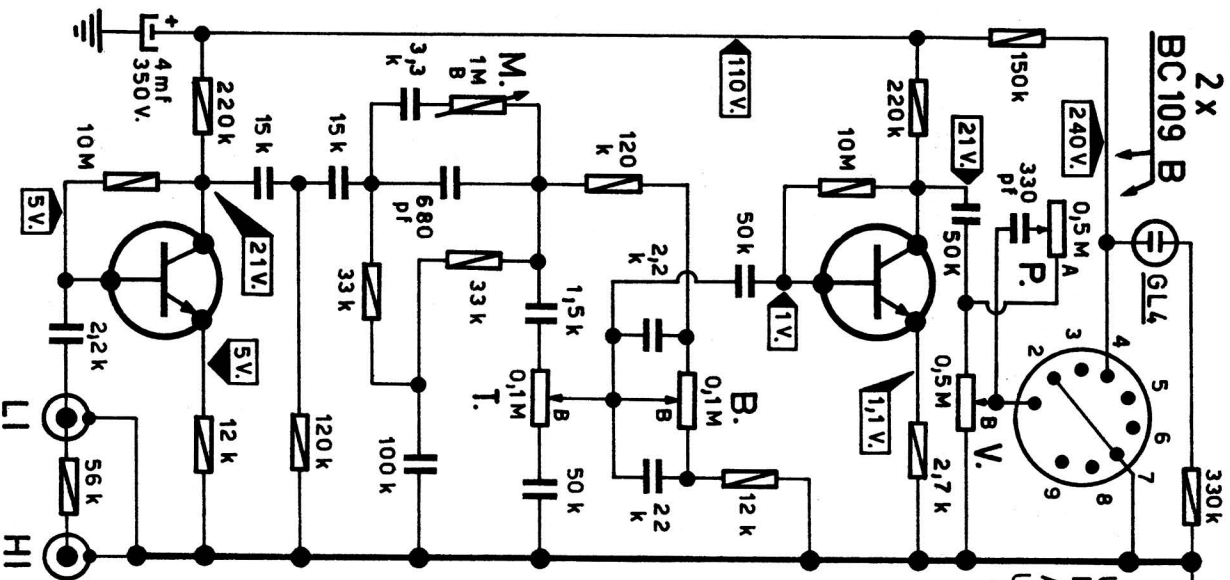 2 x
BC 109 B
4 mf
350 V.
220 k
10 M
5 V.
15 k
15 k
21 V.
5 V.
2,2 k
LI
56 k
HI
12 k
120 k
3,3
k
1M
B
M.
680
pf
33 k
33 k
100 k
110 V.
120
k
1,5 k
0,1 M
B
T.
50 k
2,2
k
50 k
0,1 M
B
B.
22
k
12 k
10 M
1 V.
220 k
150 k
21 V.
50 k
1,1 V.
2,7 k
240 V.
330
pf
0,5 M
A
P.
0,5 M
B
V.
GL4
2
3
4
5
6
7
8
9
330 k